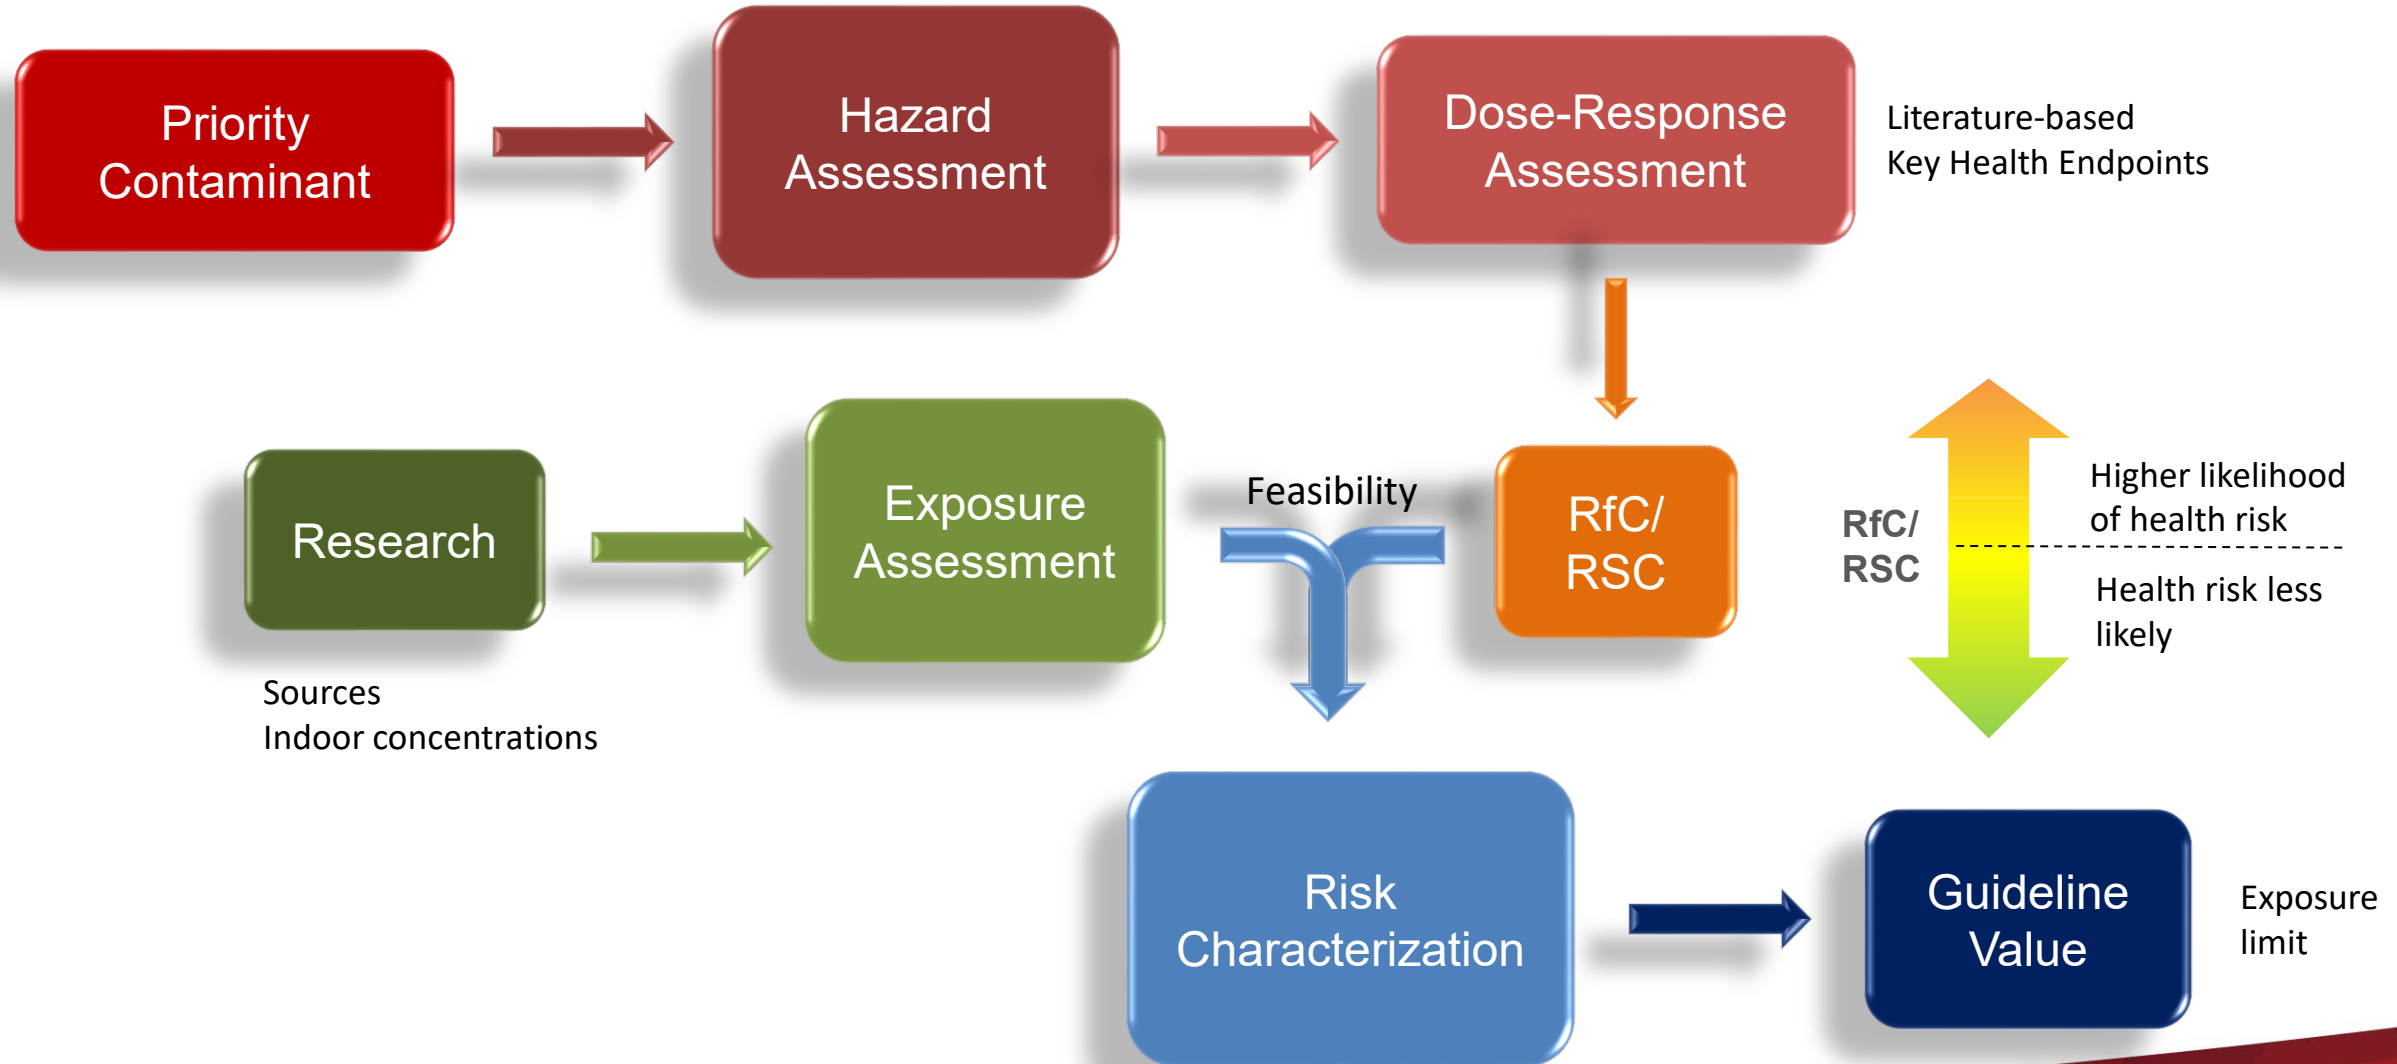 Priority
Contaminant
Hazard
Assessment
Dose-Response
Assessment
Literature-based
Key Health Endpoints
Research
Sources
Indoor concentrations
Exposure
Assessment
Feasibility
RfC/
RSC
RfC/
RSC
Higher likelihood
of health risk
Health risk less
likely
Risk
Characterization
Guideline
Value
Exposure
limit